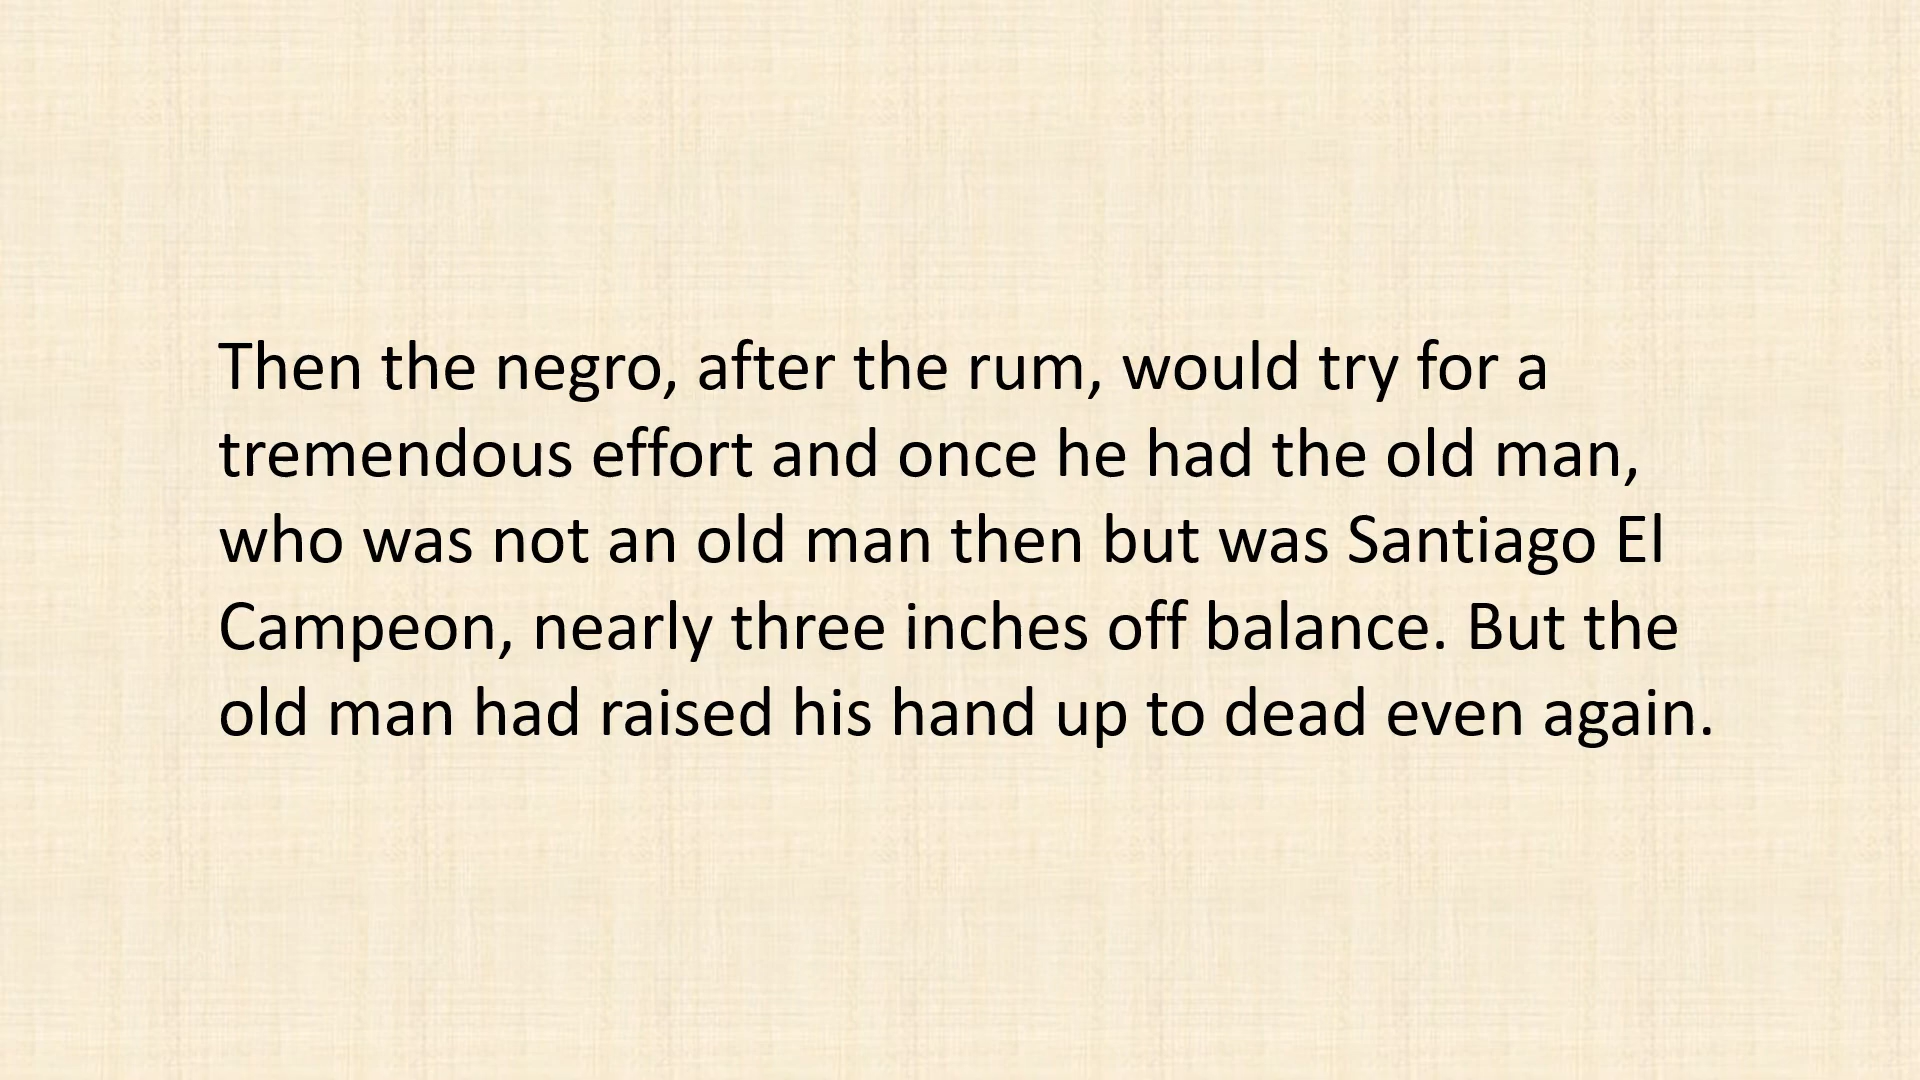 Then the negro, after the rum, would try for a
tremendous effort and once he had the old man,
who was not an old man then but was Santiago El
Campeon, nearly three inches off balance. But the
old man had raised his hand up to dead even again.